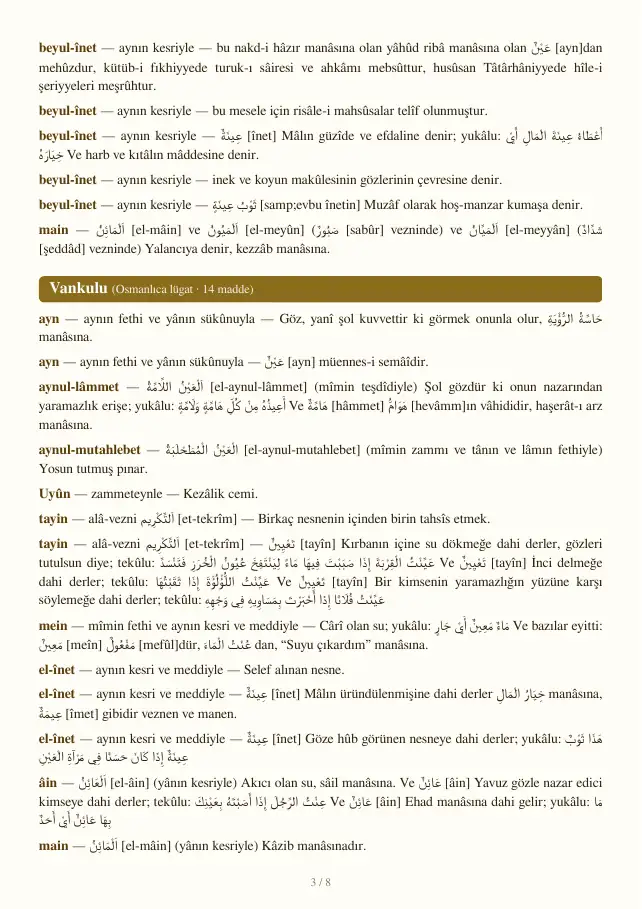 beyul-înet — aynın kesriyle — bu nakd-i hâzır manâsına olan yâhûd ribâ manâsına olan عَيْنٌ [ayn]dan
mehûzdur, kütüb-i fıkhiyyede turuk-ı sâiresi ve ahkâmı mebsûttur, husûsan Tâtârhâniyyede hîle-i
şeriyyeleri meşrûhtur.
beyul-înet — aynın kesriyle — bu mesele için risâle-i mahsûsalar telîf olunmuştur.
beyul-înet — aynın kesriyle — عِينَةٌ [înet] Mâlın güzîde ve efdaline denir; yukâlu: أَعْطَاهُ عِينَةَ الْمَالِ أَيْ
خِيَارَهُ Ve harb ve kıtâlın mâddesine denir.
beyul-înet — aynın kesriyle — inek ve koyun makûlesinin gözlerinin çevresine denir.
beyul-înet — aynın kesriyle — ثَوْبُ عِينَةٍ [samp;evbu înetin] Muzâf olarak hoş-manzar kumaşa denir.
main — اَلْمَائِنُ [el-mâin] ve اَلْمَيُونُ [el-meyûn] (صَبُورٌ [sabûr] vezninde) ve اَلْمَيَّانُ [el-meyyân] (شَدَّادٌ
[şeddâd] vezninde) Yalancıya denir, kezzâb manâsına.
Vankulu (Osmanlıca lügat · 14 madde)
ayn — aynın fethi ve yânın sükûnuyla — Göz, yanî şol kuvvettir ki görmek onunla olur, حَاسَّةُ الرُّؤْيَةِ
manâsına.
ayn — aynın fethi ve yânın sükûnuyla — عَيْنٌ [ayn] müennes-i semâîdir.
aynul-lâmmet — اَلْعَيْنُ اللَّامَّةُ [el-aynul-lâmmet] (mîmin teşdîdiyle) Şol gözdür ki onun nazarından
yaramazlık erişe; yukâlu: أُعِيذُهُ مِنْ كُلِّ هَامَّةٍ وَلَامَّةٍ Ve هَامَّةٌ [hâmmet] هَوَامُّ [hevâmm]ın vâhididir, haşerât-ı arz
manâsına.
aynul-mutahlebet — الْعَيْنُ الْمُطَحْلَبَةُ [el-aynul-mutahlebet] (mîmin zammı ve tânın ve lâmın fethiyle)
Yosun tutmuş pınar.
Uyûn — zammeteynle — Kezâlik cemi.
tayin — alâ-vezni اَلتَّكْرِيم [et-tekrîm] — Birkaç nesnenin içinden birin tahsîs etmek.
tayin — alâ-vezni اَلتَّكْرِيم [et-tekrîm] — تَعْيِينٌ [tayîn] Kırbanın içine su dökmeğe dahi derler, gözleri
tutulsun diye; tekûlu: عَيَّنْتُ الْقِرْبَةَ إِذَا صَبَبْتَ فِيهَا مَاءً لِيَنْتَفِخَ عُيُونُ الْخُرَزِ فَتَنْسَدَّ Ve تَعْيِينٌ [tayîn] İnci delmeğe
dahi derler; tekûlu: عَيَّنْتُ اللُّؤْلُؤَةَ إِذَا ثَقَبْتَهَا Ve تَعْيِينٌ [tayîn] Bir kimsenin yaramazlığın yüzüne karşı
söylemeğe dahi derler; tekûlu: عَيَّنْتُ فُلَانًا إِذَا أَخْبَرْتَ بِمَسَاوِيهِ فِي وَجْهِهِ
mein — mîmin fethi ve aynın kesri ve meddiyle — Cârî olan su; yukâlu: مَاءٌ مَعِينٌ أَيْ جَارٍ Ve bazılar eyitti:
مَعِينٌ [meîn] مَفْعُولٌ [mefûl]dür, عُنْتُ الْمَاءَ dan, “Suyu çıkardım” manâsına.
el-înet — aynın kesri ve meddiyle — Selef alınan nesne.
el-înet — aynın kesri ve meddiyle — عِينَةٌ [înet] Mâlın üründülenmişine dahi derler خِيَارُ الْمَالِ manâsına,
عِيمَةٌ [îmet] gibidir veznen ve manen.
el-înet — aynın kesri ve meddiyle — عِينَةٌ [înet] Göze hûb görünen nesneye dahi derler; yukâlu: هَذَا ثَوْبُ
عِينَةٌ إِذَا كَانَ حَسَنًا فِي مَرْآةِ الْعَيْنِ
âin — اَلْعَائِنُ [el-âin] (yânın kesriyle) Akıcı olan su, sâil manâsına. Ve عَائِنٌ [âin] Yavuz gözle nazar edici
kimseye dahi derler; tekûlu: عِنْتُ الرَّجُلَ إِذَا أَصَبْتَهُ بِعَيْنِكَ Ve عَائِنٌ [âin] Ehad manâsına dahi gelir; yukâlu: مَا
بِهَا عَائِنٌ أَيْ أَحَدٌ
main — اَلْمَائِنُ [el-mâin] (yânın kesriyle) Kâzib manâsınadır.
3 / 8